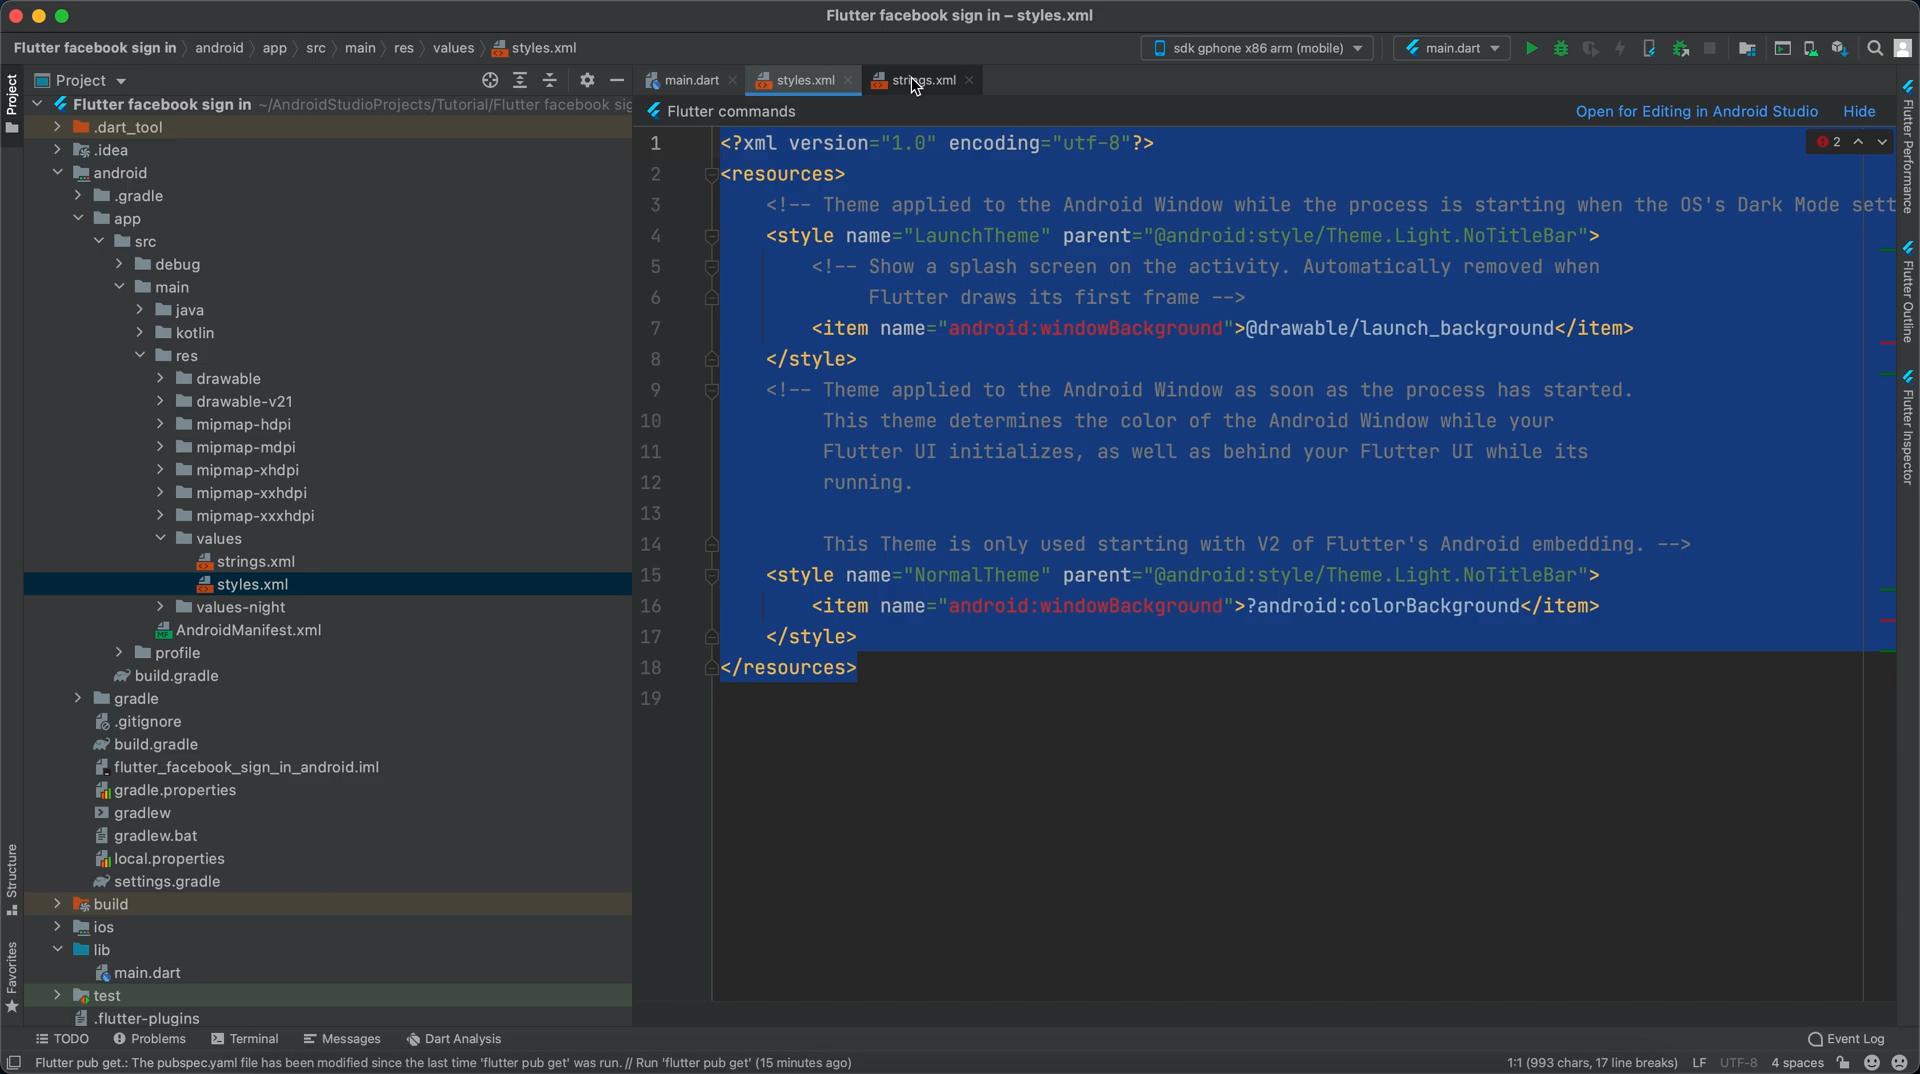 Flutter facebook sign in – styles.xml
Flutter facebook sign in android app src main res values styles.xml
sdk gphone x86 arm (mobile) main.dart
Project
main.dart styles.xml strings.xml
Flutter commands
Open for Editing in Android Studio Hide
Project
Structure
Favorites
Flutter facebook sign in ~/AndroidStudioProjects/Tutorial/Flutter facebook sig
.dart_tool
.idea
android
.gradle
app
src
debug
main
java
kotlin
res
drawable
drawable-v21
mipmap-hdpi
mipmap-mdpi
mipmap-xhdpi
mipmap-xxhdpi
mipmap-xxxhdpi
values
strings.xml
styles.xml
values-night
AndroidManifest.xml
profile
build.gradle
gradle
.gitignore
build.gradle
flutter_facebook_sign_in_android.iml
gradle.properties
gradlew
gradlew.bat
local.properties
settings.gradle
build
ios
lib
main.dart
test
.flutter-plugins
2
1 <?xml version="1.0" encoding="utf-8"?>
2 <resources>
3 <!-- Theme applied to the Android Window while the process is starting when the OS's Dark Mode sett
4 <style name="LaunchTheme" parent="@android:style/Theme.Light.NoTitleBar">
5 <!-- Show a splash screen on the activity. Automatically removed when
6 Flutter draws its first frame -->
7 <item name="android:windowBackground">@drawable/launch_background</item>
8 </style>
9 <!-- Theme applied to the Android Window as soon as the process has started.
10 This theme determines the color of the Android Window while your
11 Flutter UI initializes, as well as behind your Flutter UI while its
12 running.
13
14 This Theme is only used starting with V2 of Flutter's Android embedding. -->
15 <style name="NormalTheme" parent="@android:style/Theme.Light.NoTitleBar">
16 <item name="android:windowBackground">?android:colorBackground</item>
17 </style>
18 </resources>
19
Flutter Performance
Flutter Outline
Flutter Inspector
TODO Problems Terminal Messages Dart Analysis Event Log
Flutter pub get.: The pubspec.yaml file has been modified since the last time 'flutter pub get' was run. // Run 'flutter pub get' (15 minutes ago) 1:1 (993 chars, 17 line breaks) LF UTF-8 4 spaces